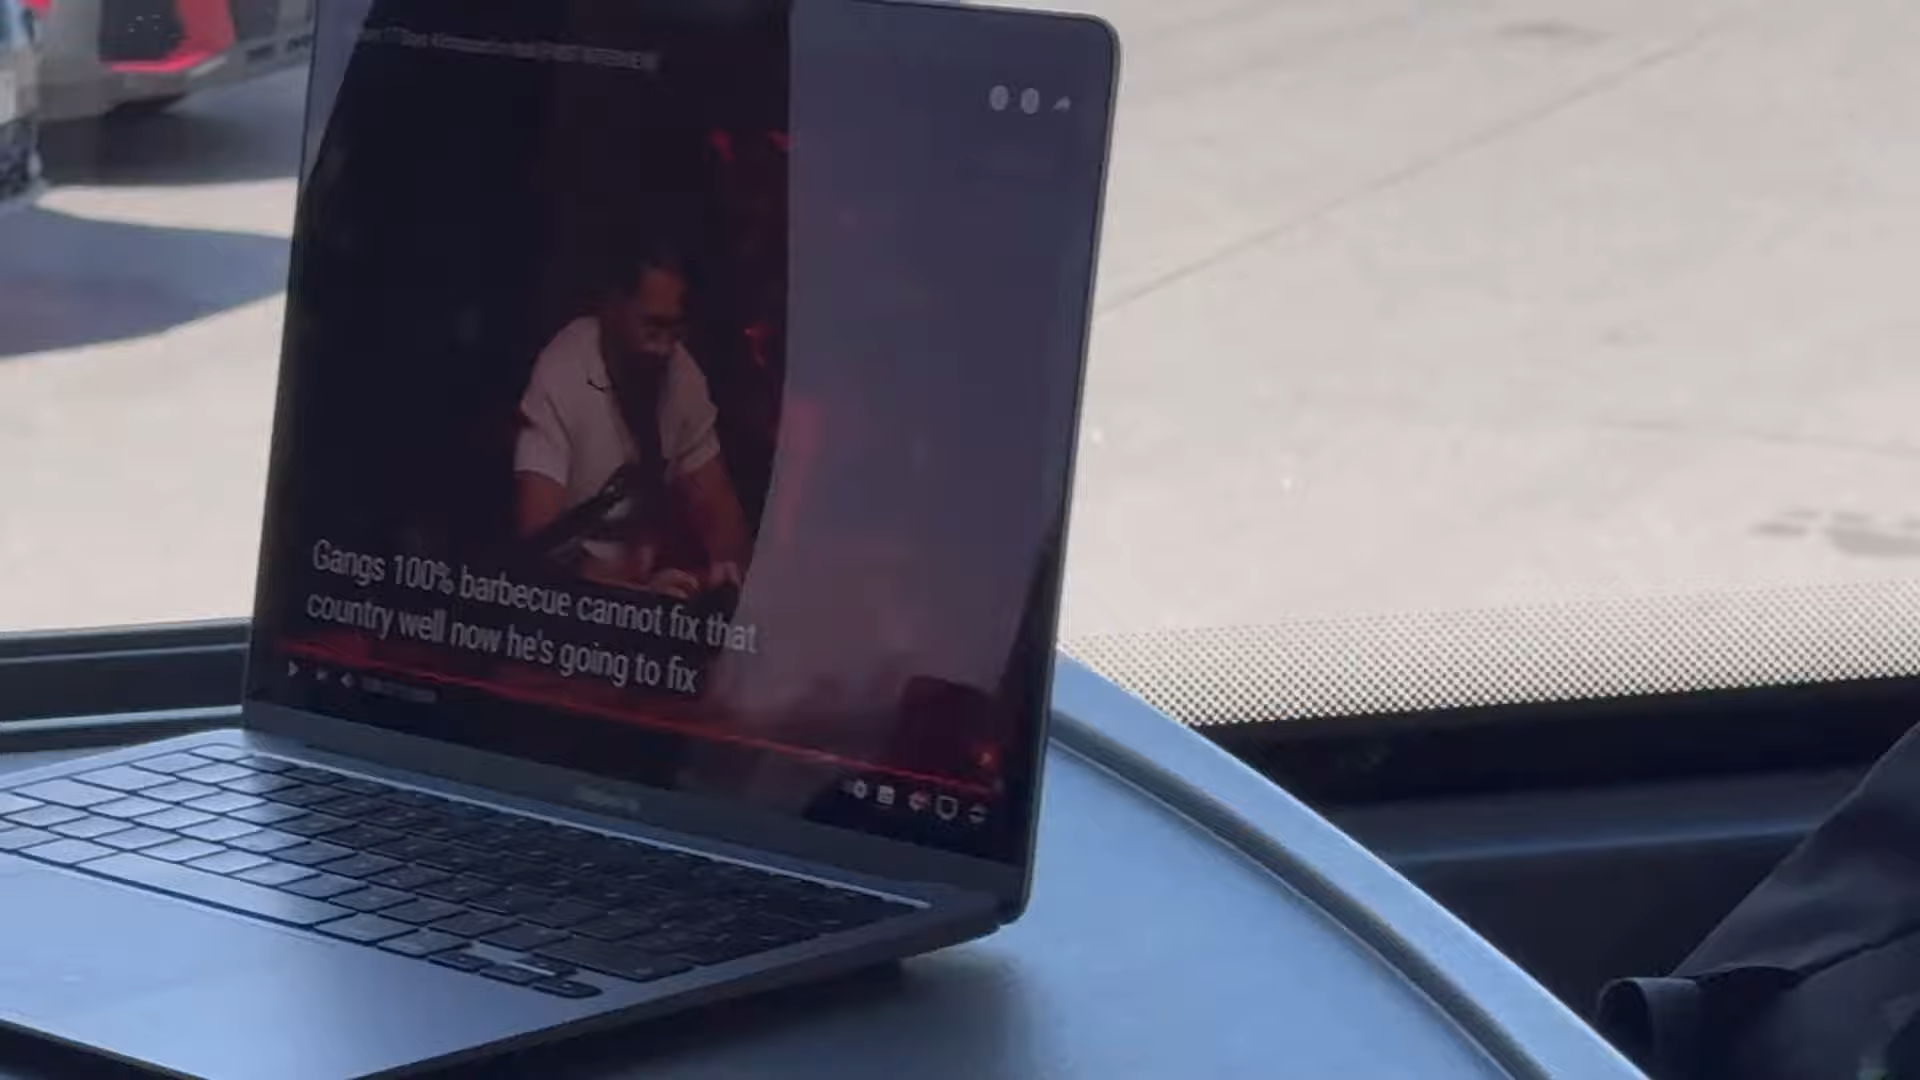 Gangs 100% barbecue cannot fix that
country well now he's going to fix